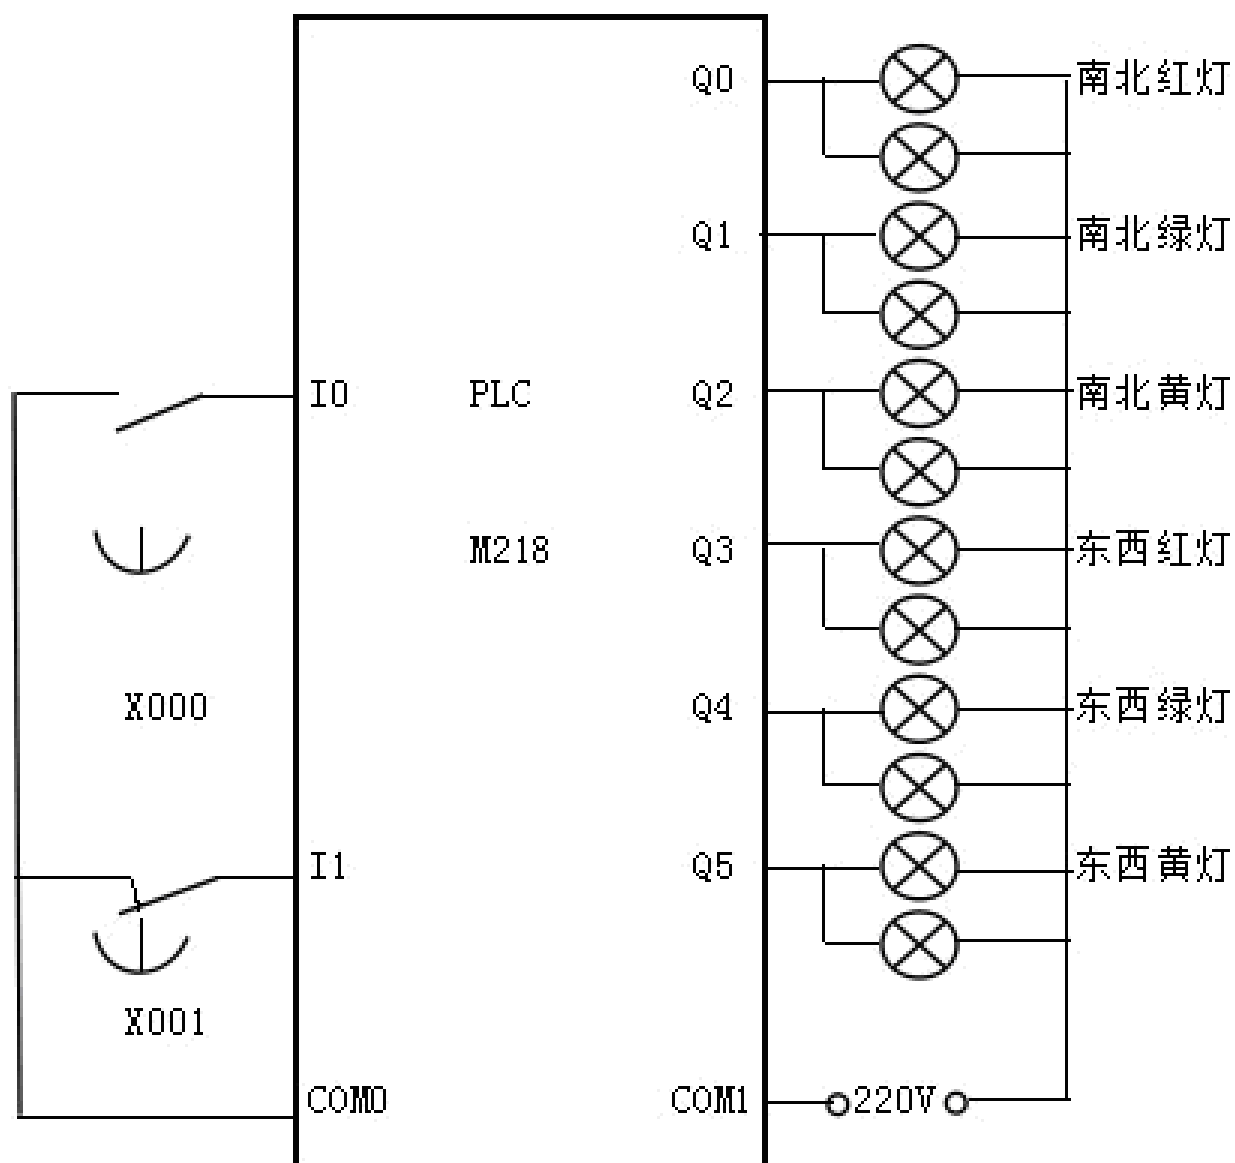 Q0 南北红灯
Q1 南北绿灯
I0 PLC Q2 南北黄灯
M218 Q3 东西红灯
X000 Q4 东西绿灯
I1 Q5 东西黄灯
X001
COM0 COM1 220V